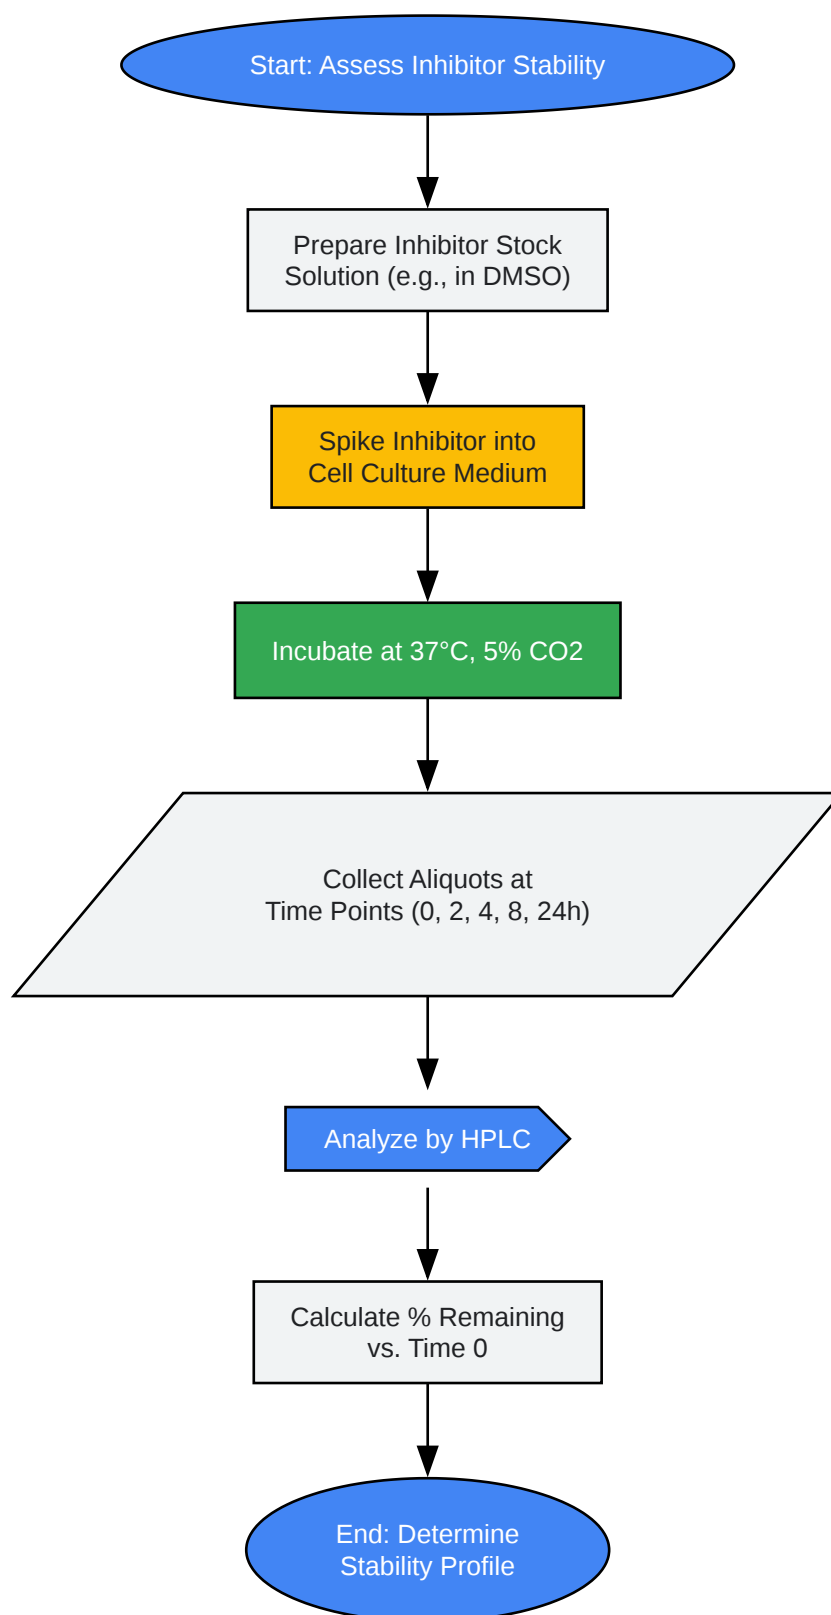 Start: Assess Inhibitor Stability
Prepare Inhibitor Stock
Solution (e.g., in DMSO)
Spike Inhibitor into
Cell Culture Medium
Incubate at 37°C, 5% CO2
Collect Aliquots at
Time Points (0, 2, 4, 8, 24h)
Analyze by HPLC
Calculate % Remaining
vs. Time 0
End: Determine
Stability Profile